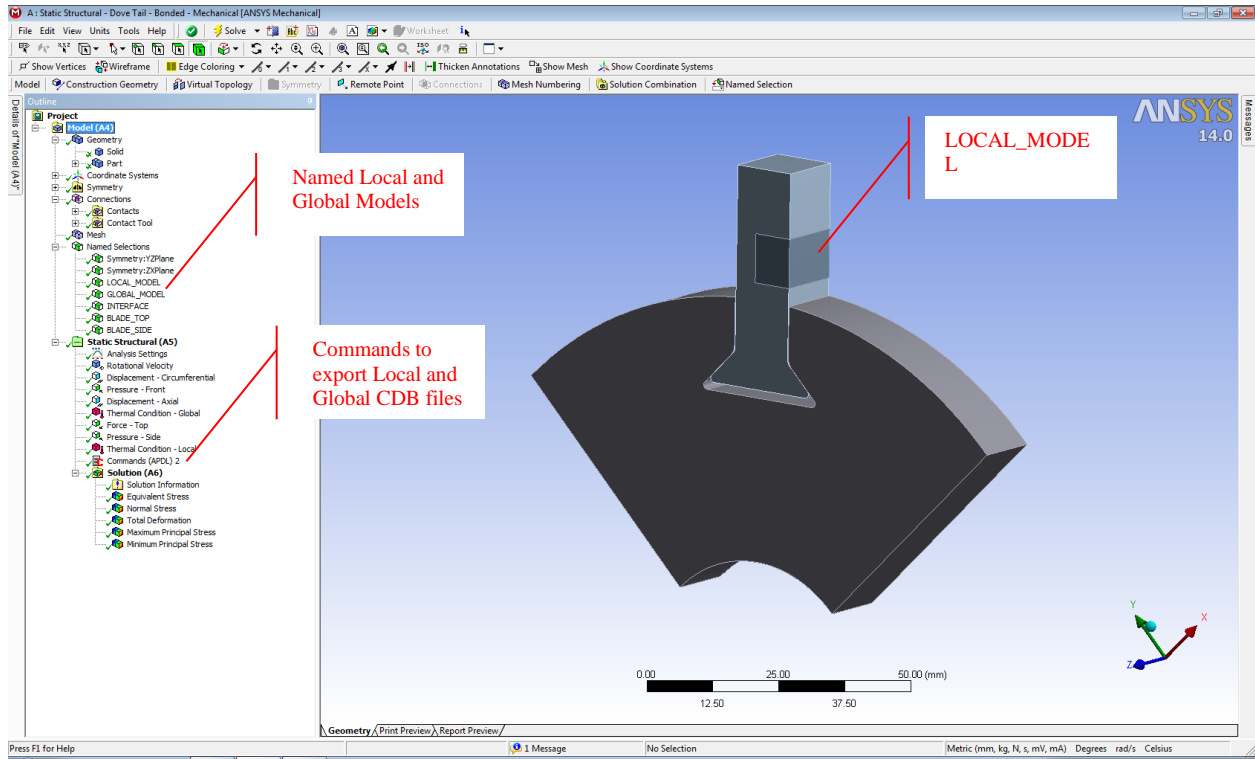 A : Static Structural - Dove Tail - Bonded - Mechanical [ANSYS Mechanical]
File Edit View Units Tools Help Solve Worksheet
Show Vertices Wireframe Edge Coloring Thicken Annotations Show Mesh Show Coordinate Systems
Model Construction Geometry Virtual Topology Symmetry Remote Point Connections Mesh Numbering Solution Combination Named Selection
Outline
Details of "Model (A4)"
Project
Model (A4)
Geometry
Solid
Part
Coordinate Systems
Symmetry
Connections
Contacts
Contact Tool
Mesh
Named Selections
Symmetry:YZPlane
Symmetry:ZXPlane
LOCAL_MODEL
GLOBAL_MODEL
INTERFACE
BLADE_TOP
BLADE_SIDE
Static Structural (A5)
Analysis Settings
Rotational Velocity
Displacement - Circumferential
Pressure - Front
Displacement - Axial
Thermal Condition - Global
Force - Top
Pressure - Side
Thermal Condition - Local
Commands (APDL) 2
Solution (A6)
Solution Information
Equivalent Stress
Normal Stress
Total Deformation
Maximum Principal Stress
Minimum Principal Stress
Named Local and
Global Models
Commands to
export Local and
Global CDB files
LOCAL_MODE
L
ANSYS
14.0
Messages
Y
X
Z
0.00 25.00 50.00 (mm)
12.50 37.50
Geometry Print Preview Report Preview
Press F1 for Help 1 Message No Selection Metric (mm, kg, N, s, mV, mA) Degrees rad/s Celsius